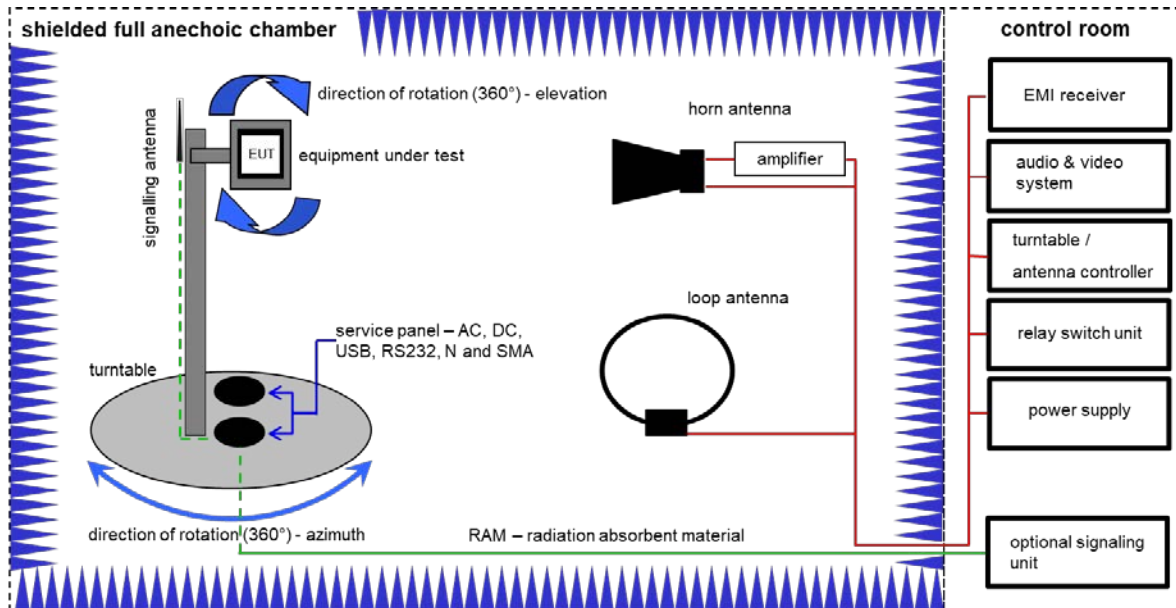 shielded full anechoic chamber
control room
direction of rotation (360°) - elevation
signalling antenna
EUT
equipment under test
horn antenna
amplifier
EMI receiver
audio & video
system
turntable /
antenna controller
loop antenna
service panel – AC, DC,
USB, RS232, N and SMA
turntable
relay switch unit
power supply
direction of rotation (360°) - azimuth
RAM – radiation absorbent material
optional signaling
unit